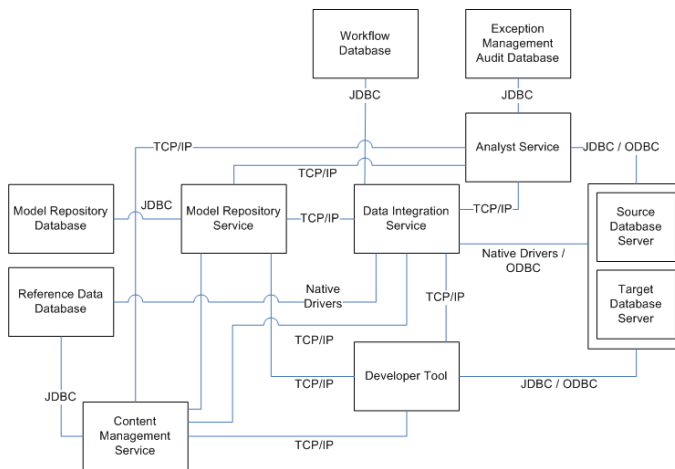 Workflow
Database
Exception
Management
Audit Database
JDBC
JDBC
TCP/IP
Analyst Service
JDBC / ODBC
TCP/IP
Model Repository
Database
JDBC
Model Repository
Service
TCP/IP
Data Integration
Service
TCP/IP
Source
Database
Server
Native Drivers /
ODBC
Reference Data
Database
Native
Drivers
TCP/IP
Target
Database
Server
TCP/IP
JDBC
TCP/IP
Developer Tool
JDBC / ODBC
Content
Management
Service
TCP/IP